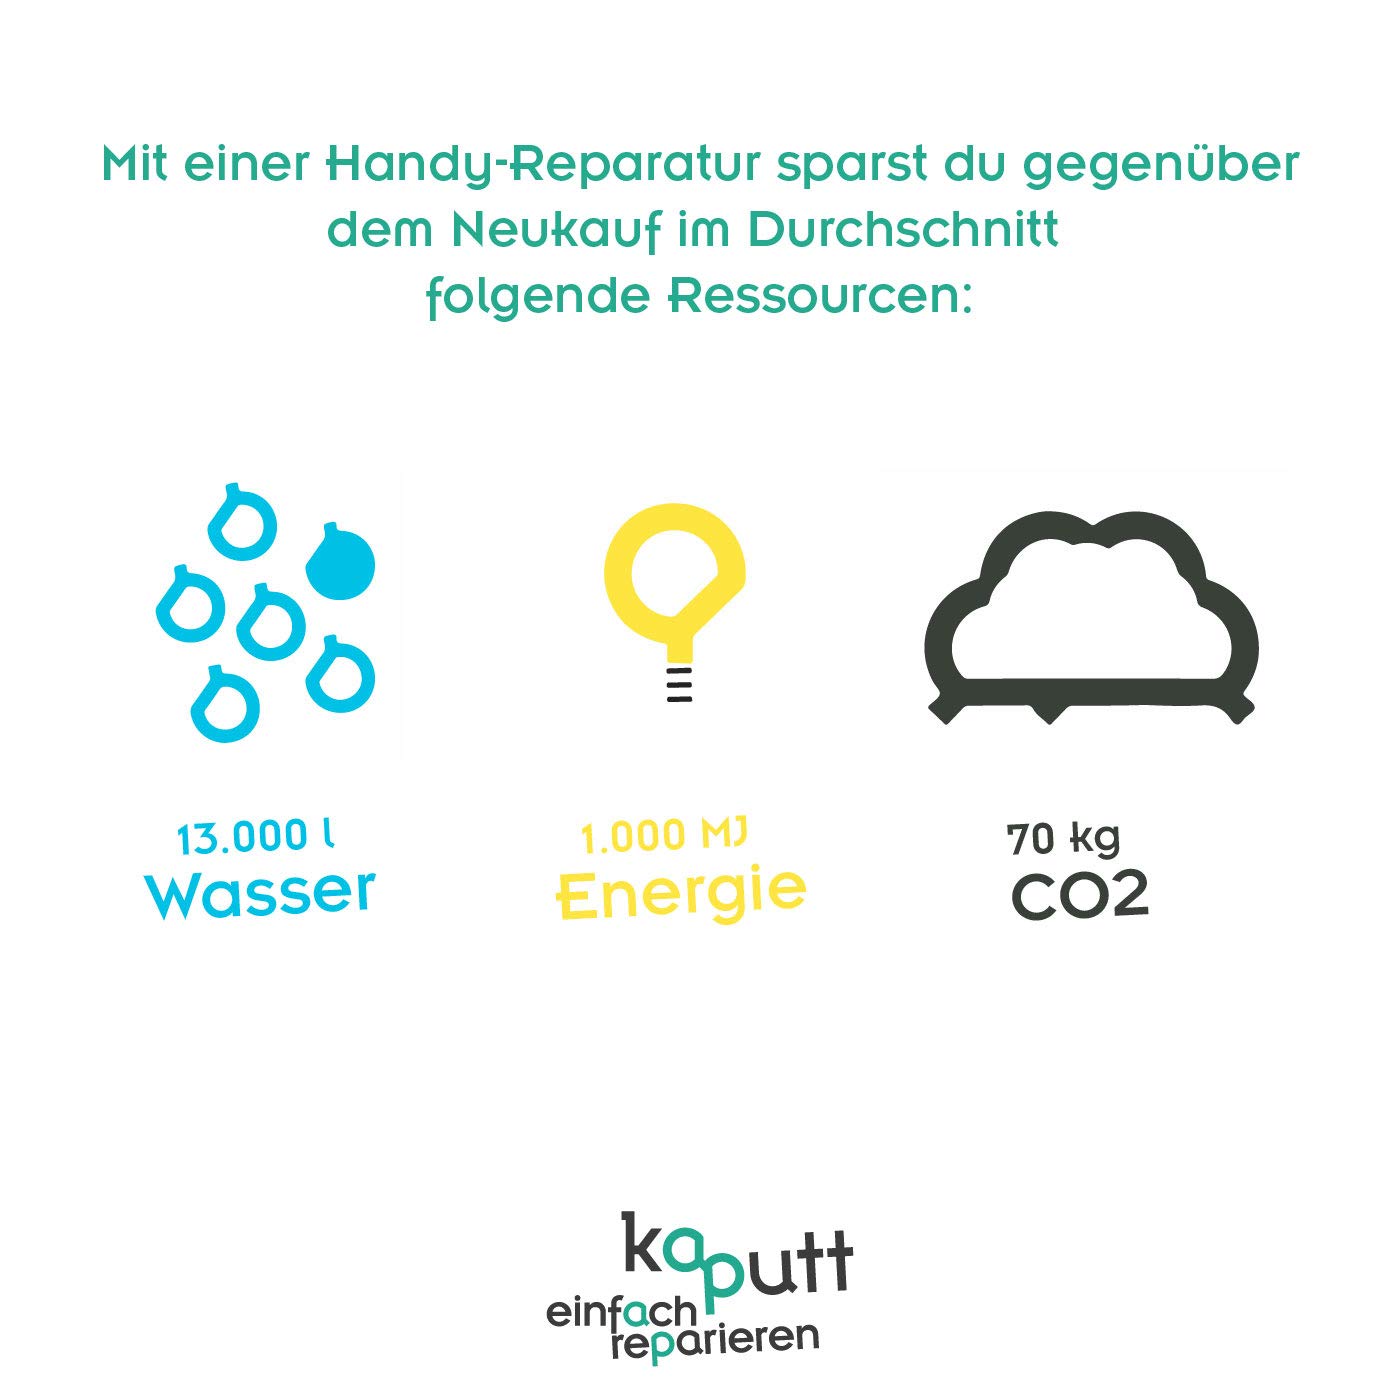 Mit einer Handy-Reparatur sparst du gegenüber
dem Neukauf im Durchschnitt
folgende Ressourcen:
13.000 l
Wasser
1.000 MJ
Energie
70 kg
CO2
kaputt
einfach
reparieren